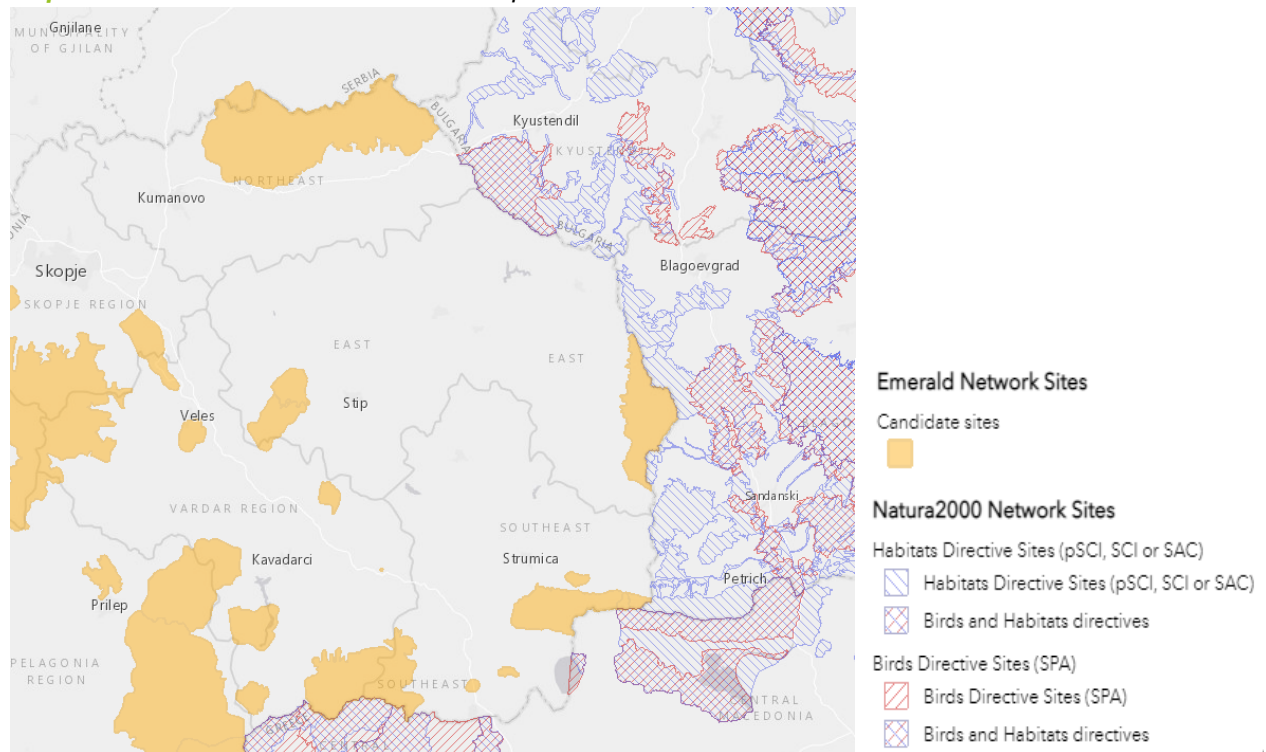 Gnjilane
MUNICIPALITY
OF GJILAN
SERBIA
BULGARIA
Kyustendil
KYUSTENDIL
NORTHEAST
Kumanovo
BULGARIA
Skopje
Blagoevgrad
SKOPJE REGION
EAST
EAST
Veles
Stip
Sandanski
VARDAR REGION
SOUTHEAST
Kavadarci
Strumica
Petrich
Prilep
PELAGONIA
REGION
SOUTHEAST
GREECE
CENTRAL
CENTRAL
MACEDONIA
Emerald Network Sites
Candidate sites
Natura2000 Network Sites
Habitats Directive Sites (pSCI, SCI or SAC)
Habitats Directive Sites (pSCI, SCI or SAC)
Birds and Habitats directives
Birds Directive Sites (SPA)
Birds Directive Sites (SPA)
Birds and Habitats directives